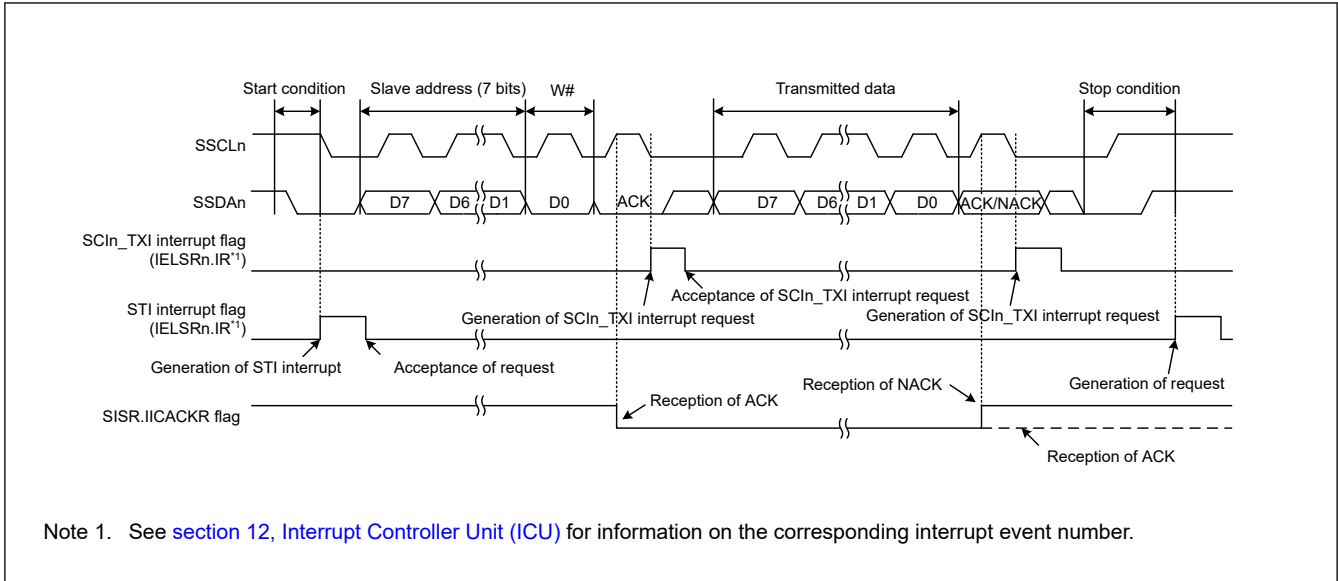 Start condition
Slave address (7 bits)
W#
Transmitted data
Stop condition
SSCLn
SSDAn
D7
D6
D1
D0
ACK
D7
D6
D1
D0
ACK/NACK
SCIn_TXI interrupt flag
(IELSRn.IR*1)
Acceptance of SCIn_TXI interrupt request
Generation of SCIn_TXI interrupt request
Generation of SCIn_TXI interrupt request
STI interrupt flag
(IELSRn.IR*1)
Generation of STI interrupt
Acceptance of request
Generation of request
Reception of NACK
Reception of ACK
SISR.IICACKR flag
Reception of ACK
Note 1. See section 12, Interrupt Controller Unit (ICU) for information on the corresponding interrupt event number.